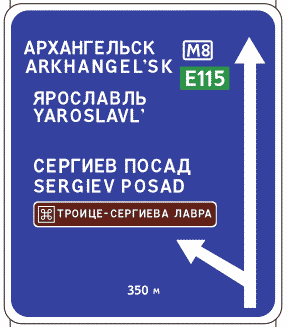 АРХАНГЕЛЬСК M8
ARKHANGEL'SK
E115
ЯРОСЛАВЛЬ
YAROSLAVL'
СЕРГИЕВ ПОСАД
SERGIEV POSAD
ТРОИЦЕ-СЕРГИЕВА ЛАВРА
350 м